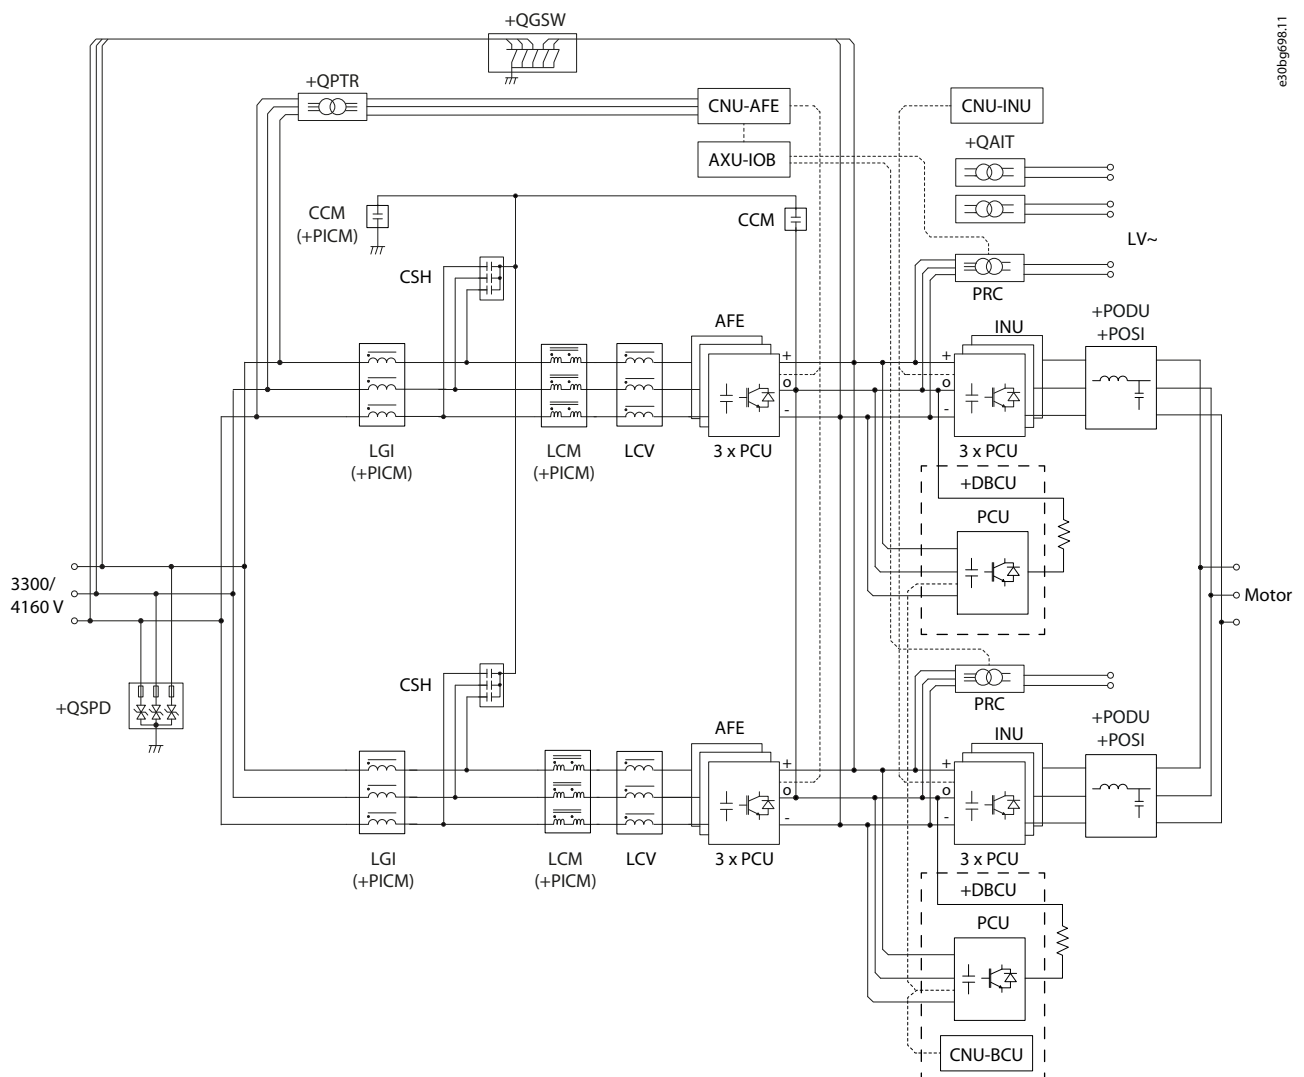 +QGSW
e30bg698.11
+QPTR
CNU-AFE
CNU-INU
+QAIT
AXU-IOB
CCM
(+PICM)
CCM
LV~
CSH
PRC
AFE
INU
+PODU
+POSI
+
o
-
+
o
-
LGI
(+PICM)
LCM
(+PICM)
LCV
3 x PCU
3 x PCU
+DBCU
PCU
3300/
4160 V
Motor
CSH
PRC
+QSPD
AFE
INU
+PODU
+POSI
+
o
-
+
o
-
LGI
(+PICM)
LCM
(+PICM)
LCV
3 x PCU
3 x PCU
+DBCU
PCU
CNU-BCU